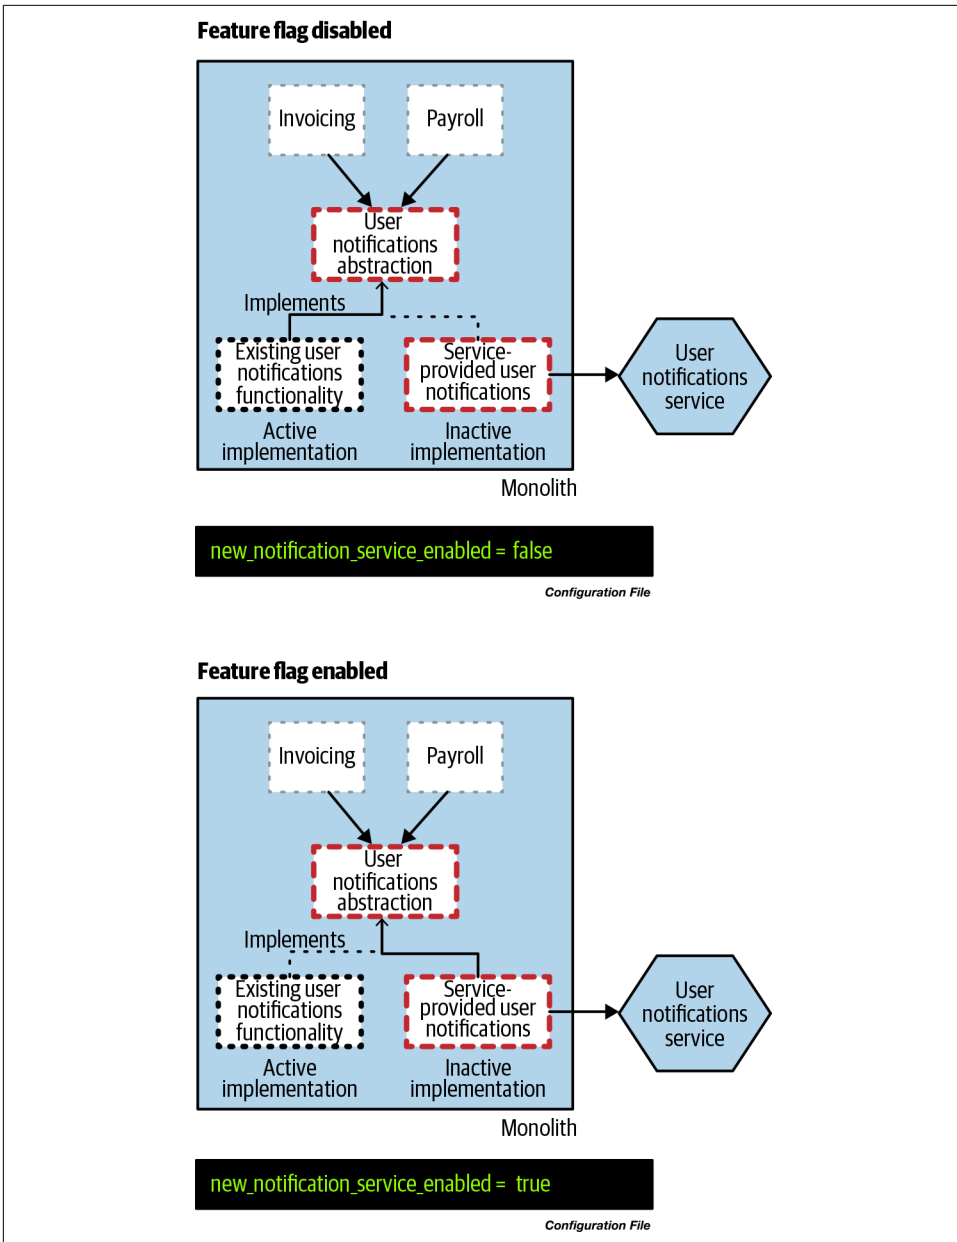 Feature flag disabled
Invoicing
Payroll
User
notifications
abstraction
Implements
Existing user
notifications
functionality
Service-
provided user
notifications
User
notifications
service
Active
implementation
Inactive
implementation
Monolith
new_notification_service_enabled = false
Configuration File
Feature flag enabled
Invoicing
Payroll
User
notifications
abstraction
Implements
Existing user
notifications
functionality
Service-
provided user
notifications
User
notifications
service
Active
implementation
Inactive
implementation
Monolith
new_notification_service_enabled = true
Configuration File